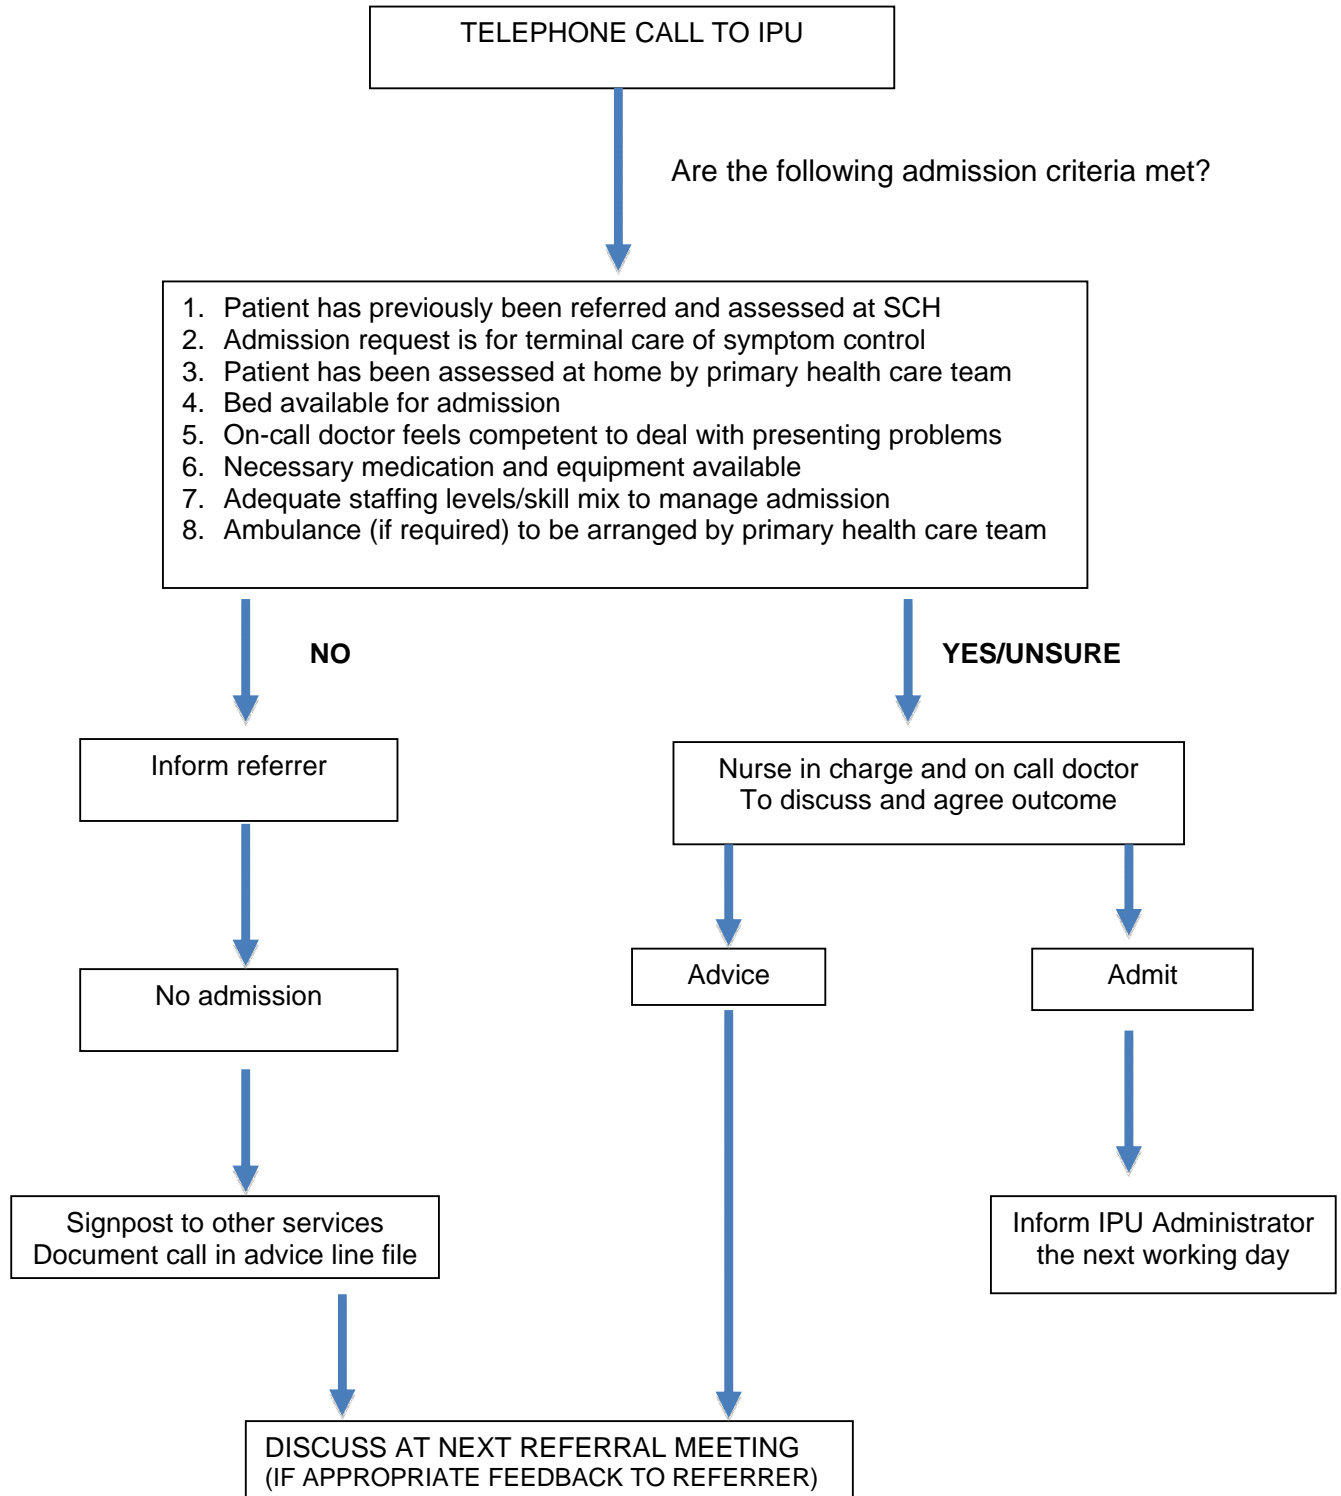 TELEPHONE CALL TO IPU
Are the following admission criteria met?
1. Patient has previously been referred and assessed at SCH
2. Admission request is for terminal care of symptom control
3. Patient has been assessed at home by primary health care team
4. Bed available for admission
5. On-call doctor feels competent to deal with presenting problems
6. Necessary medication and equipment available
7. Adequate staffing levels/skill mix to manage admission
8. Ambulance (if required) to be arranged by primary health care team
NO
YES/UNSURE
Inform referrer
Nurse in charge and on call doctor
To discuss and agree outcome
No admission
Advice
Admit
Signpost to other services
Document call in advice line file
Inform IPU Administrator
the next working day
DISCUSS AT NEXT REFERRAL MEETING
(IF APPROPRIATE FEEDBACK TO REFERRER)